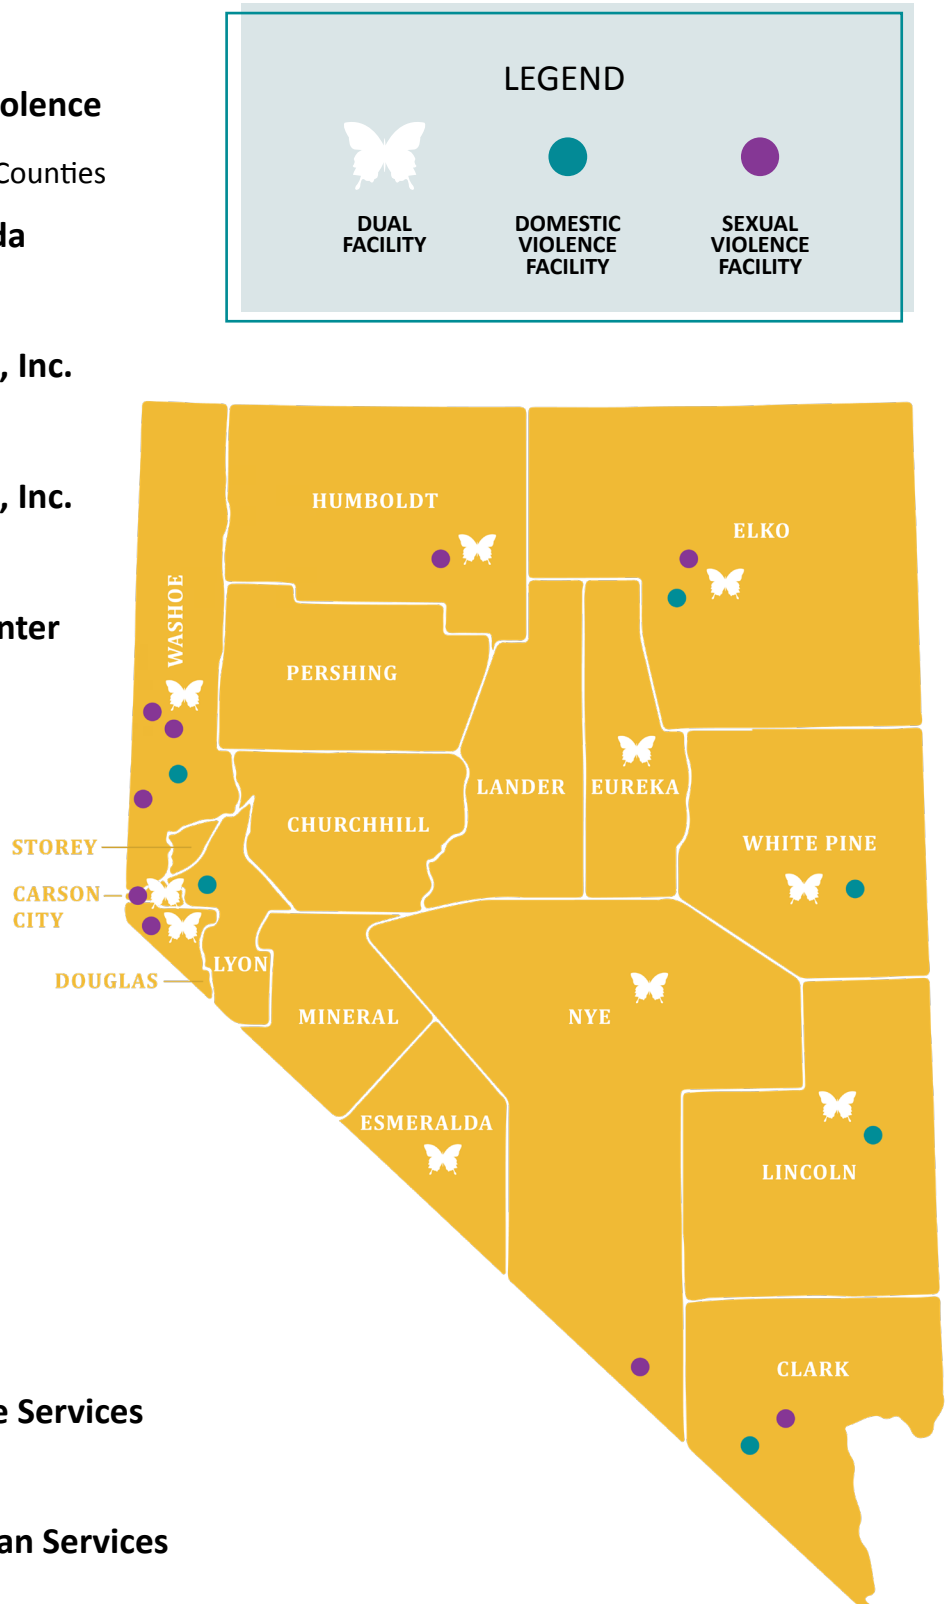 LEGEND
DUAL
FACILITY
DOMESTIC
VIOLENCE
FACILITY
SEXUAL
VIOLENCE
FACILITY
olence
Counties
da
, Inc.
, Inc.
nter
HUMBOLDT
ELKO
WASHOE
PERSHING
LANDER
EUREKA
CHURCHHILL
STOREY
WHITE PINE
CARSON
CITY
LYON
DOUGLAS
MINERAL
NYE
ESMERALDA
LINCOLN
CLARK
e Services
an Services